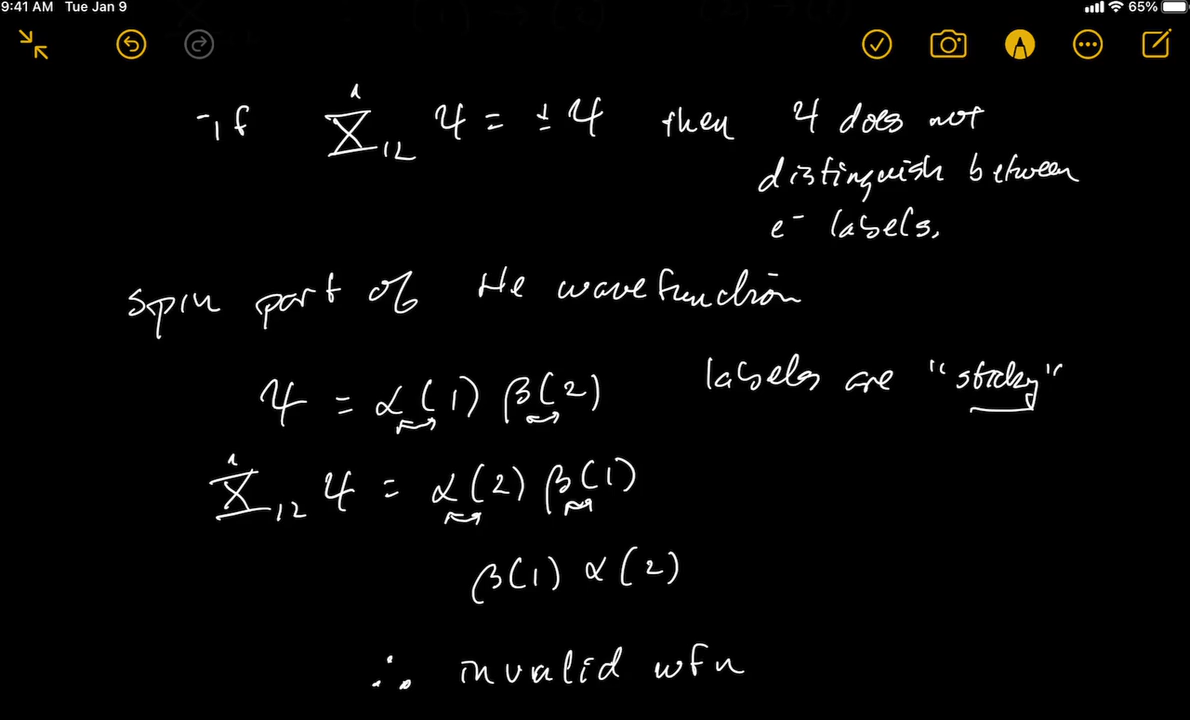 9:41 AM Tue Jan 9
65%
- if X̂₁₂ Ψ = ± Ψ then Ψ does not
distinguish between
e⁻ labels.
spin part of He wavefunction
Ψ = α(1) β(2) labels are "sticky"
X̂₁₂ Ψ = α(2) β(1)
β(1) α(2)
∴ invalid wfn